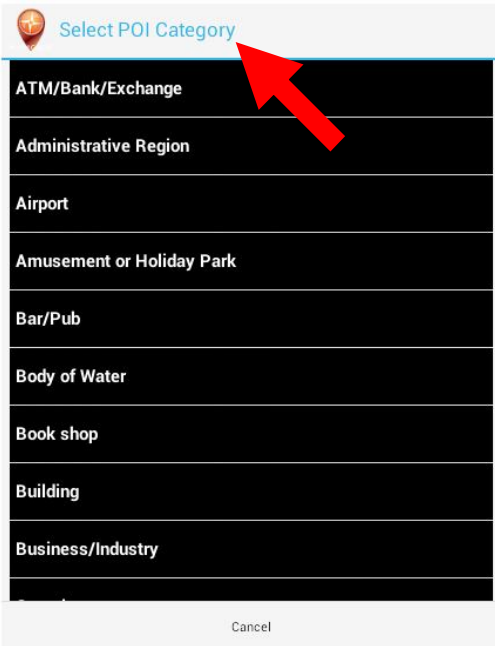 Select POI Category
ATM/Bank/Exchange
Administrative Region
Airport
Amusement or Holiday Park
Bar/Pub
Body of Water
Book shop
Building
Business/Industry
Cancel